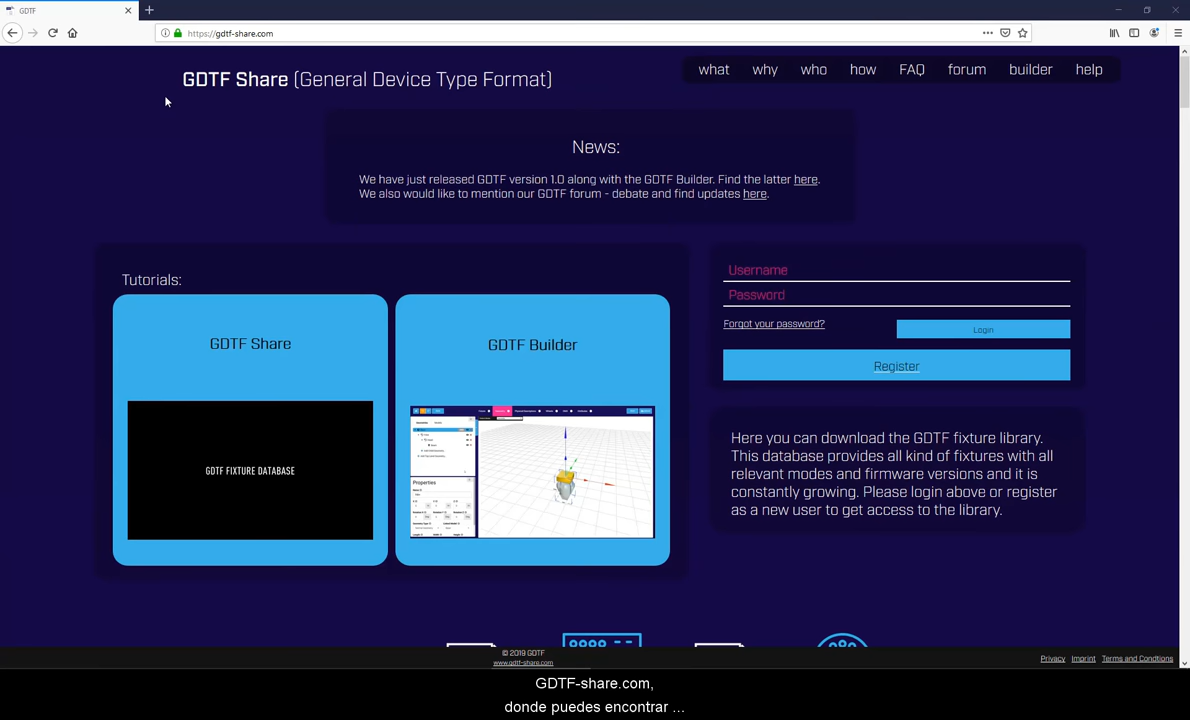 GDTF
https://gdtf-share.com
GDTF Share (General Device Type Format)
what why who how FAQ forum builder help
News:
We have just released GDTF version 1.0 along with the GDTF Builder. Find the latter here.
We also would like to mention our GDTF forum - debate and find updates here.
Tutorials:
GDTF Share
GDTF FIXTURE DATABASE
GDTF Builder
Properties
Username
Password
Forgot your password?
Login
Register
Here you can download the GDTF fixture library.
This database provides all kind of fixtures with all
relevant modes and firmware versions and it is
constantly growing. Please login above or register
as a new user to get access to the library.
© 2019 GDTF
www.gdtf-share.com
Privacy Imprint Terms and Condtions
GDTF-share.com,
donde puedes encontrar ...